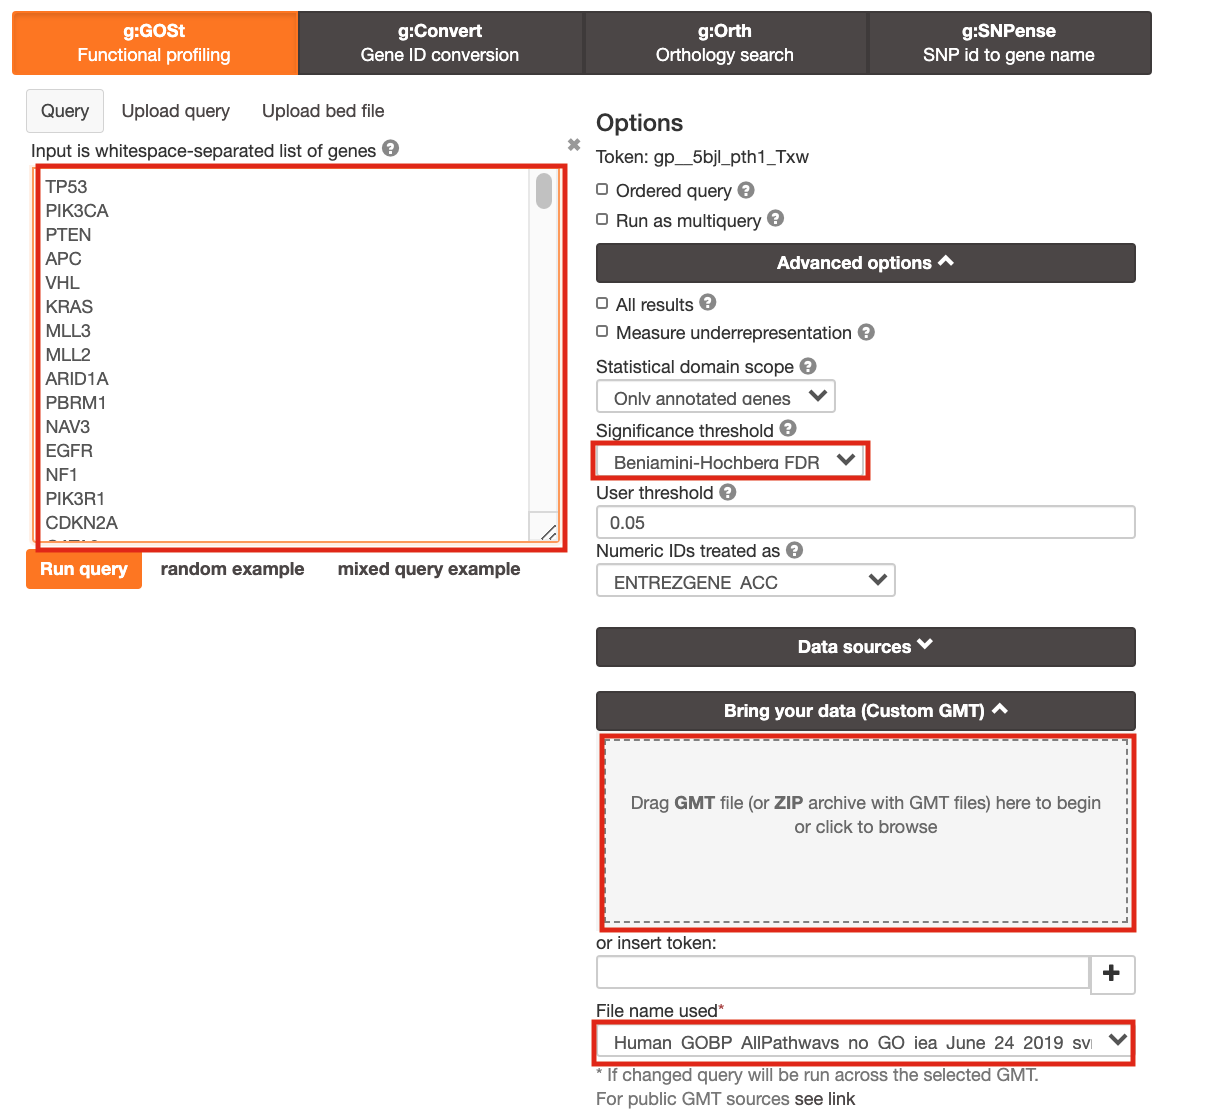 g:GOSt
Functional profiling
g:Convert
Gene ID conversion
g:Orth
Orthology search
g:SNPense
SNP id to gene name
Query
Upload query
Upload bed file
Input is whitespace-separated list of genes ?
TP53
PIK3CA
PTEN
APC
VHL
KRAS
MLL3
MLL2
ARID1A
PBRM1
NAV3
EGFR
NF1
PIK3R1
CDKN2A
Run query
random example
mixed query example
Options
Token: gp__5bjl_pth1_Txw
Ordered query ?
Run as multiquery ?
Advanced options
All results ?
Measure underrepresentation ?
Statistical domain scope ?
Only annotated genes
Significance threshold ?
Benjamini-Hochberg FDR
User threshold ?
0.05
Numeric IDs treated as ?
ENTREZGENE_ACC
Data sources
Bring your data (Custom GMT)
Drag GMT file (or ZIP archive with GMT files) here to begin
or click to browse
or insert token:
+
File name used*
Human_GOBP_AllPathways_no_GO_iea_June_24_2019_sy
* If changed query will be run across the selected GMT.
For public GMT sources see link